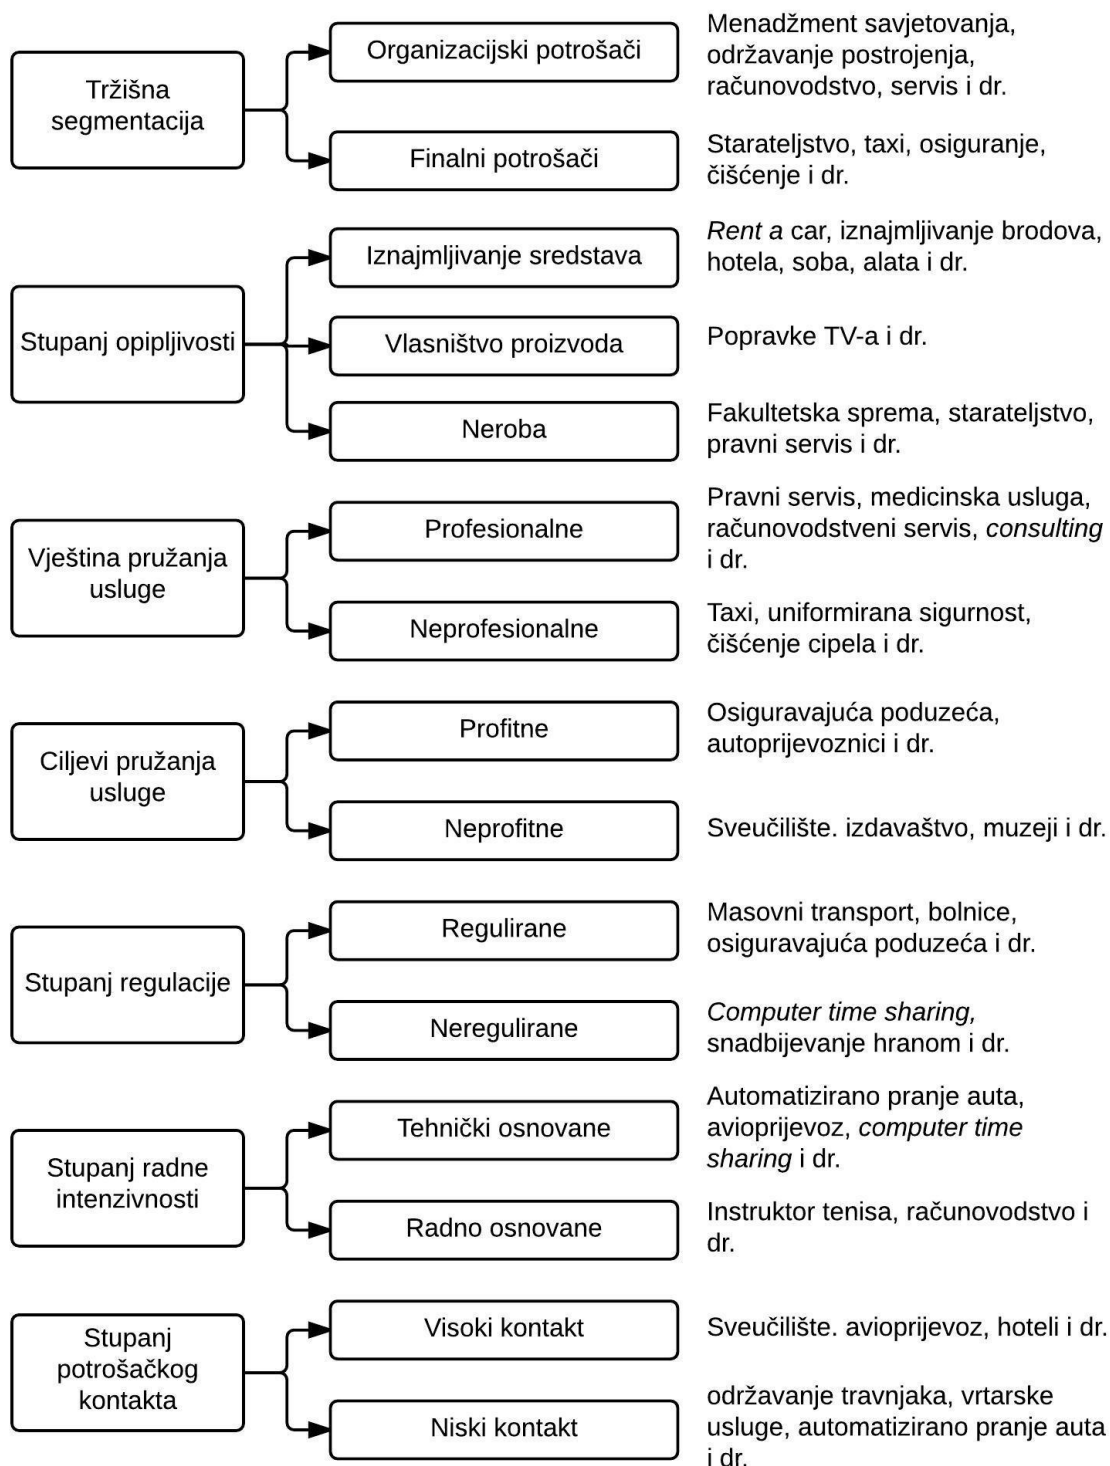 Tržišna
segmentacija
Organizacijski potrošači
Menadžment savjetovanja,
održavanje postrojenja,
računovodstvo, servis i dr.
Finalni potrošači
Starateljstvo, taxi, osiguranje,
čišćenje i dr.
Stupanj opipljivosti
Iznajmljivanje sredstava
Rent a car, iznajmljivanje brodova,
hotela, soba, alata i dr.
Vlasništvo proizvoda
Popravke TV-a i dr.
Neroba
Fakultetska sprema, starateljstvo,
pravni servis i dr.
Vještina pružanja
usluge
Profesionalne
Pravni servis, medicinska usluga,
računovodstveni servis, consulting
i dr.
Neprofesionalne
Taxi, uniformirana sigurnost,
čišćenje cipela i dr.
Ciljevi pružanja
usluge
Profitne
Osiguravajuća poduzeća,
autoprijevoznici i dr.
Neprofitne
Sveučilište. izdavaštvo, muzeji i dr.
Stupanj regulacije
Regulirane
Masovni transport, bolnice,
osiguravajuća poduzeća i dr.
Neregulirane
Computer time sharing,
snadbijevanje hranom i dr.
Stupanj radne
intenzivnosti
Tehnički osnovane
Automatizirano pranje auta,
avioprijevoz, computer time
sharing i dr.
Radno osnovane
Instruktor tenisa, računovodstvo i
dr.
Stupanj
potrošačkog
kontakta
Visoki kontakt
Sveučilište. avioprijevoz, hoteli i dr.
Niski kontakt
održavanje travnjaka, vrtarske
usluge, automatizirano pranje auta
i dr.